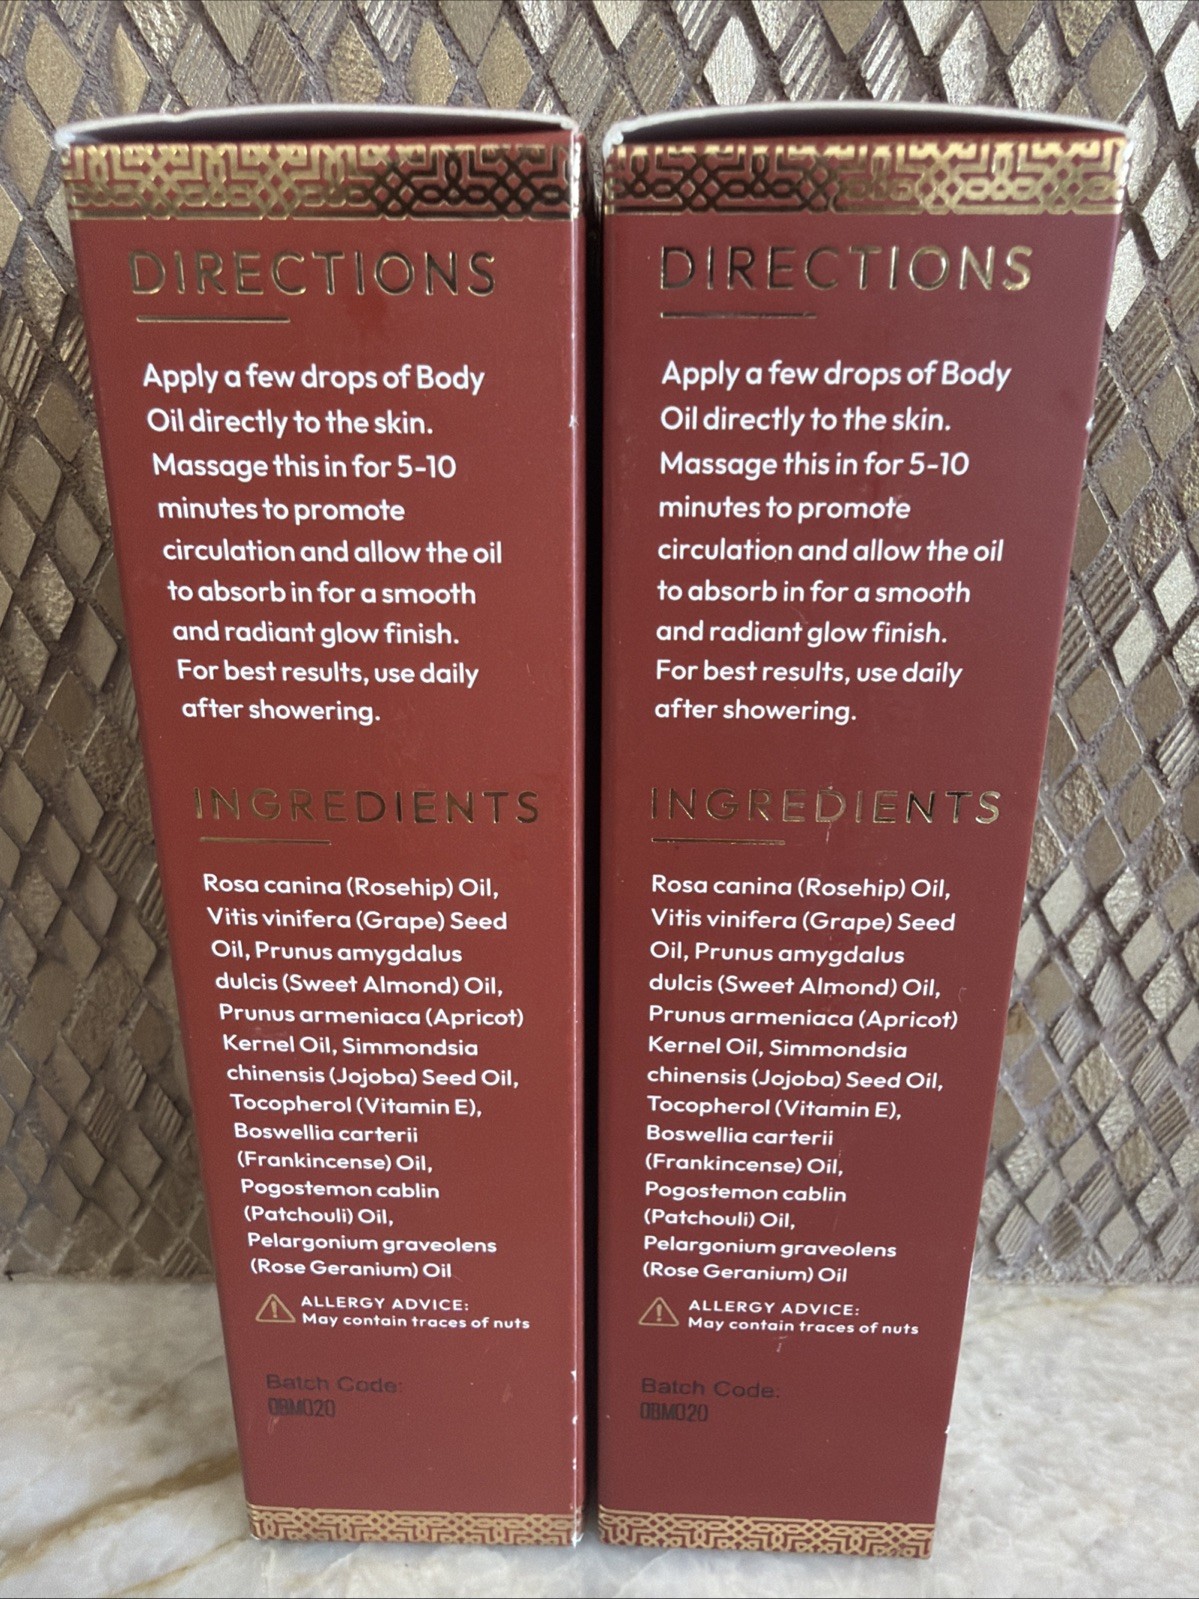 DIRECTIONS
Apply a few drops of Body
Oil directly to the skin.
Massage this in for 5-10
minutes to promote
circulation and allow the oil
to absorb in for a smooth
and radiant glow finish.
For best results, use daily
after showering.
INGREDIENTS
Rosa canina (Rosehip) Oil,
Vitis vinifera (Grape) Seed
Oil, Prunus amygdalus
dulcis (Sweet Almond) Oil,
Prunus armeniaca (Apricot)
Kernel Oil, Simmondsia
chinensis (Jojoba) Seed Oil,
Tocopherol (Vitamin E),
Boswellia carterii
(Frankincense) Oil,
Pogostemon cablin
(Patchouli) Oil,
Pelargonium graveolens
(Rose Geranium) Oil
ALLERGY ADVICE:
May contain traces of nuts
Batch Code:
0BM020
DIRECTIONS
Apply a few drops of Body
Oil directly to the skin.
Massage this in for 5-10
minutes to promote
circulation and allow the oil
to absorb in for a smooth
and radiant glow finish.
For best results, use daily
after showering.
INGREDIENTS
Rosa canina (Rosehip) Oil,
Vitis vinifera (Grape) Seed
Oil, Prunus amygdalus
dulcis (Sweet Almond) Oil,
Prunus armeniaca (Apricot)
Kernel Oil, Simmondsia
chinensis (Jojoba) Seed Oil,
Tocopherol (Vitamin E),
Boswellia carterii
(Frankincense) Oil,
Pogostemon cablin
(Patchouli) Oil,
Pelargonium graveolens
(Rose Geranium) Oil
ALLERGY ADVICE:
May contain traces of nuts
Batch Code:
0BM020